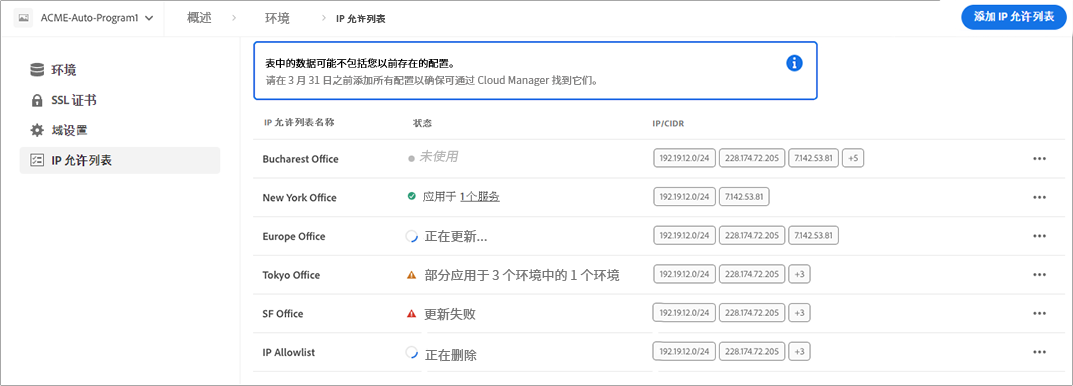 ACME-Auto-Program1 概述 环境 IP 允许列表 添加 IP 允许列表
环境
SSL 证书
域设置
IP 允许列表
表中的数据可能不包括您以前存在的配置。
请在 3 月 31 日之前添加所有配置以确保可通过 Cloud Manager 找到它们。
IP 允许列表名称 状态 IP/CIDR
Bucharest Office 未使用 192.19.12.0/24 228.174.72.205 7.142.53.81 +5
New York Office 应用于 1个服务 192.19.12.0/24 7.142.53.81
Europe Office 正在更新... 192.19.12.0/24 228.174.72.205 7.142.53.81
Tokyo Office 部分应用于 3 个环境中的 1 个环境 192.19.12.0/24 228.174.72.205 +3
SF Office 更新失败 192.19.12.0/24 228.174.72.205 +3
IP Allowlist 正在删除 192.19.12.0/24 228.174.72.205 +3